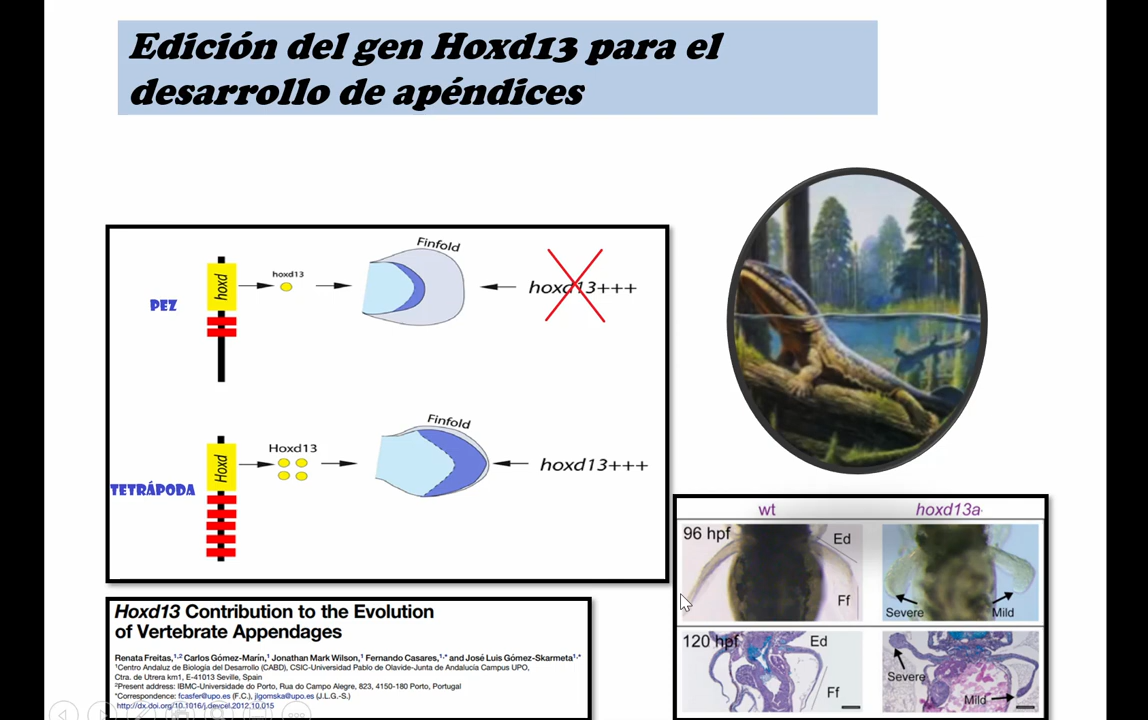 Edición del gen Hoxd13 para el
desarrollo de apéndices
Finfold
hoxd
hoxd13
PEZ
hoxd13+++
Finfold
Hoxd
Hoxd13
TETRÁPODA
hoxd13+++
Hoxd13 Contribution to the Evolution
of Vertebrate Appendages
Renata Freitas,1,2 Carlos Gómez-Marín,1 Jonathan Mark Wilson,1 Fernando Casares,1,* and José Luis Gómez-Skarmeta1,*
1Centro Andaluz de Biología del Desarrollo (CABD), CSIC-Universidad Pablo de Olavide-Junta de Andalucía Campus UPO,
Ctra. de Utrera km1, E-41013 Seville, Spain
2Present address: IBMC-Universidade do Porto, Rua do Campo Alegre, 823, 4150-180 Porto, Portugal
*Correspondence: fcasfer@upo.es (F.C.), jlgomska@upo.es (J.L.G.-S.)
http://dx.doi.org/10.1016/j.devcel.2012.10.015
wt
hoxd13a
96 hpf
Ed
Ff
Severe
Mild
120 hpf
Ed
Ff
Severe
Mild